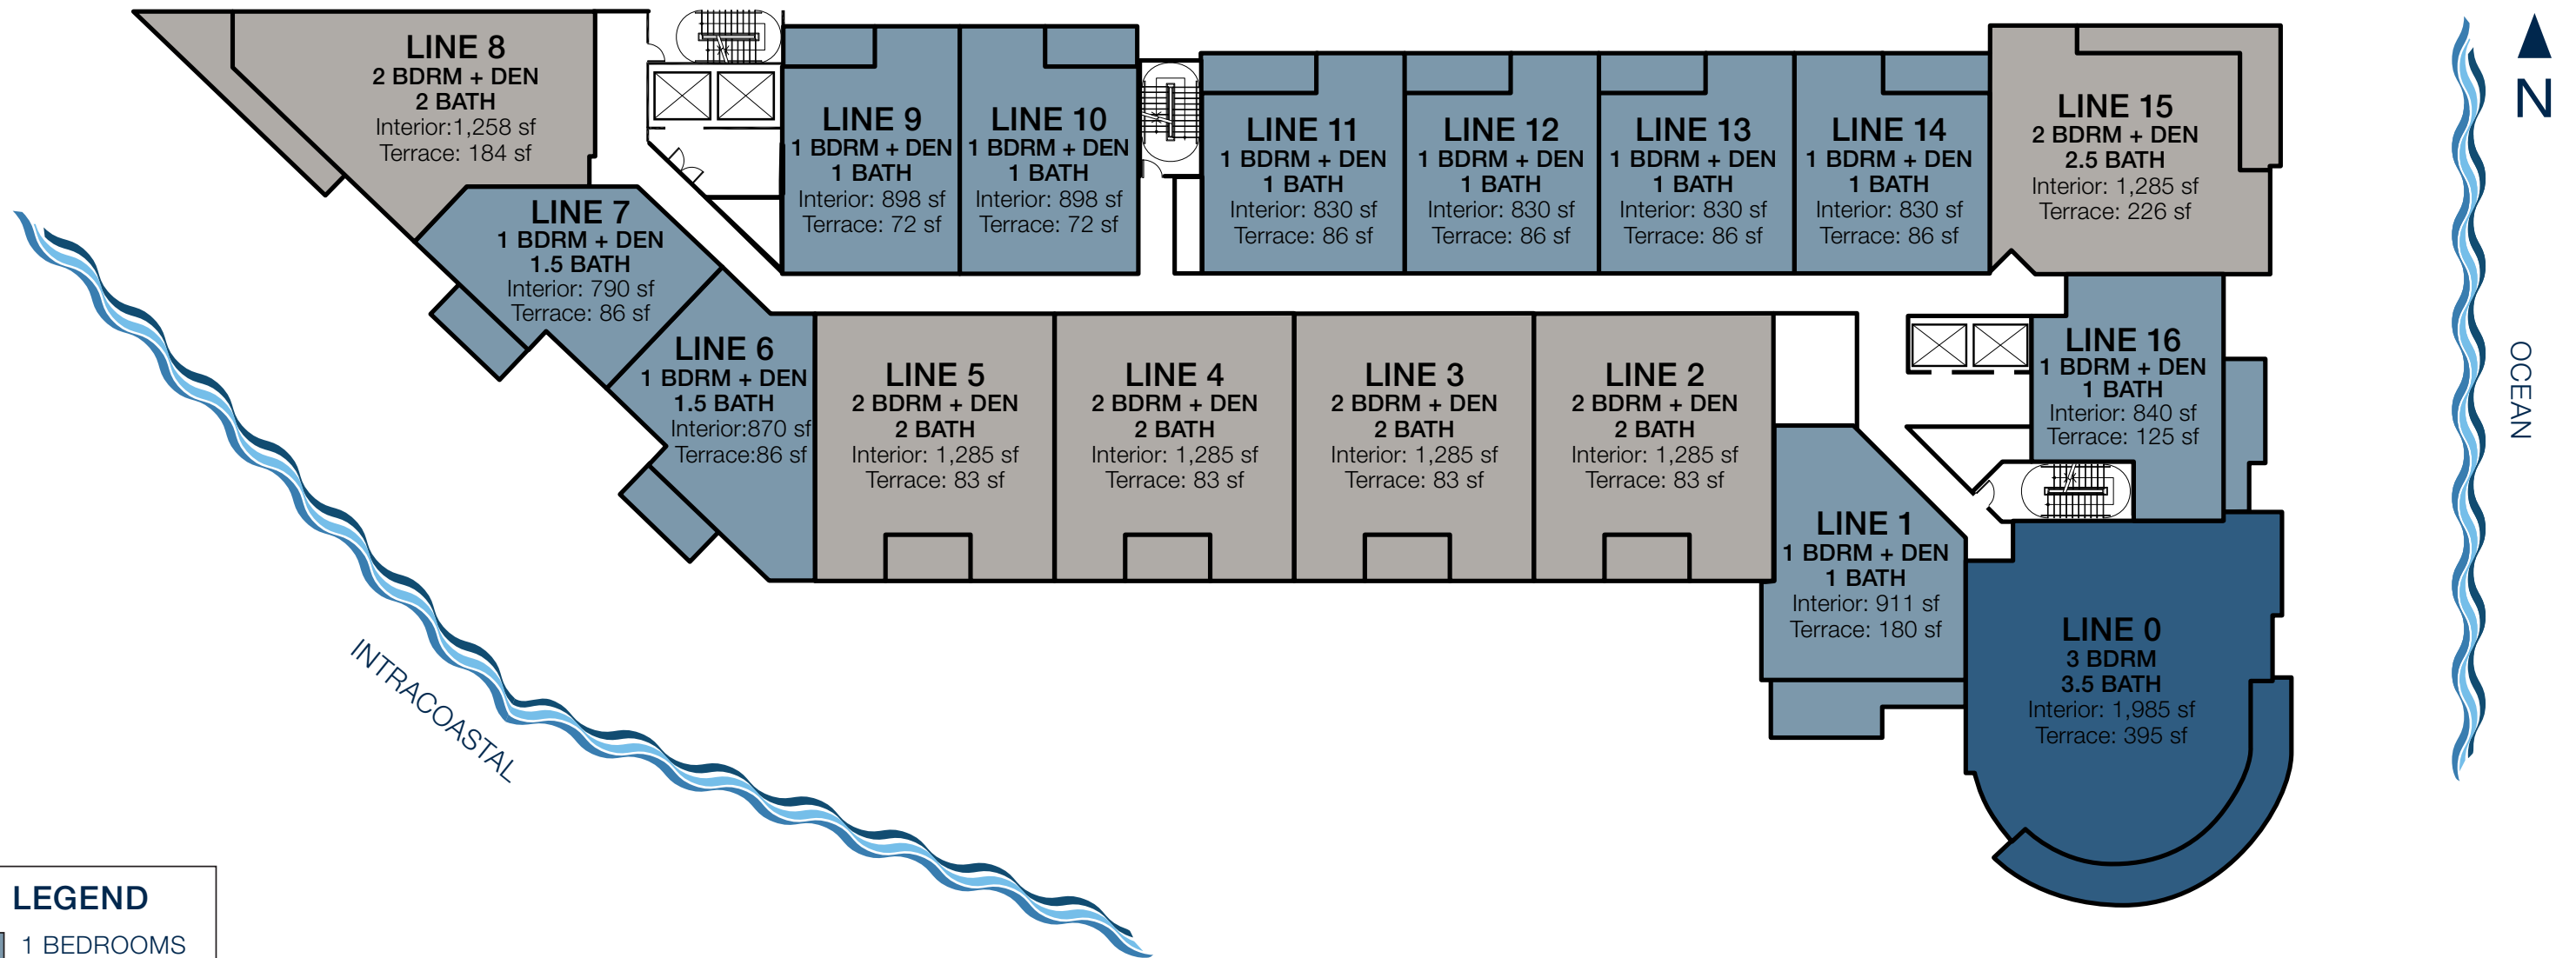 LINE 8
2 BDRM + DEN
2 BATH
Interior:1,258 sf
Terrace: 184 sf
LINE 7
1 BDRM + DEN
1.5 BATH
Interior: 790 sf
Terrace: 86 sf
LINE 6
1 BDRM + DEN
1.5 BATH
Interior:870 sf
Terrace:86 sf
LINE 9
1 BDRM + DEN
1 BATH
Interior: 898 sf
Terrace: 72 sf
LINE 10
1 BDRM + DEN
1 BATH
Interior: 898 sf
Terrace: 72 sf
LINE 11
1 BDRM + DEN
1 BATH
Interior: 830 sf
Terrace: 86 sf
LINE 12
1 BDRM + DEN
1 BATH
Interior: 830 sf
Terrace: 86 sf
LINE 13
1 BDRM + DEN
1 BATH
Interior: 830 sf
Terrace: 86 sf
LINE 14
1 BDRM + DEN
1 BATH
Interior: 830 sf
Terrace: 86 sf
LINE 15
2 BDRM + DEN
2.5 BATH
Interior: 1,285 sf
Terrace: 226 sf
N
OCEAN
LINE 5
2 BDRM + DEN
2 BATH
Interior: 1,285 sf
Terrace: 83 sf
LINE 4
2 BDRM + DEN
2 BATH
Interior: 1,285 sf
Terrace: 83 sf
LINE 3
2 BDRM + DEN
2 BATH
Interior: 1,285 sf
Terrace: 83 sf
LINE 2
2 BDRM + DEN
2 BATH
Interior: 1,285 sf
Terrace: 83 sf
LINE 16
1 BDRM + DEN
1 BATH
Interior: 840 sf
Terrace: 125 sf
LINE 1
1 BDRM + DEN
1 BATH
Interior: 911 sf
Terrace: 180 sf
LINE 0
3 BDRM
3.5 BATH
Interior: 1,985 sf
Terrace: 395 sf
INTRACOASTAL
LEGEND
1 BEDROOMS